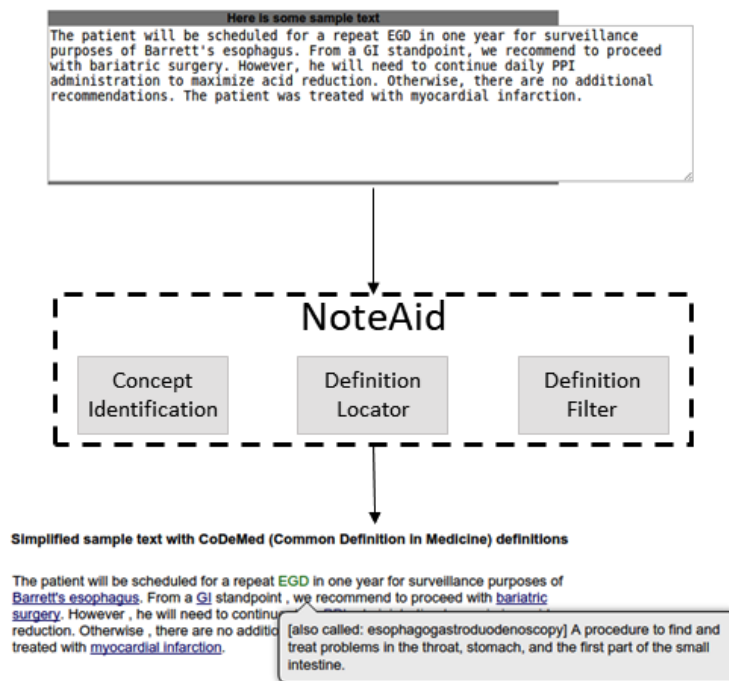 Here is some sample text
The patient will be scheduled for a repeat EGD in one year for surveillance
purposes of Barrett's esophagus. From a GI standpoint, we recommend to proceed
with bariatric surgery. However, he will need to continue daily PPI
administration to maximize acid reduction. Otherwise, there are no additional
recommendations. The patient was treated with myocardial infarction.
NoteAid
Concept
Identification
Definition
Locator
Definition
Filter
Simplified sample text with CoDeMed (Common Definition in Medicine) definitions
The patient will be scheduled for a repeat EGD in one year for surveillance purposes of
Barrett's esophagus. From a GI standpoint , we recommend to proceed with bariatric
surgery. However , he will need to continue
reduction. Otherwise , there are no
treated with myocardial infarction.
[also called: esophagogastroduodenoscopy] A procedure to find and
treat problems in the throat, stomach, and the first part of the small
intestine.